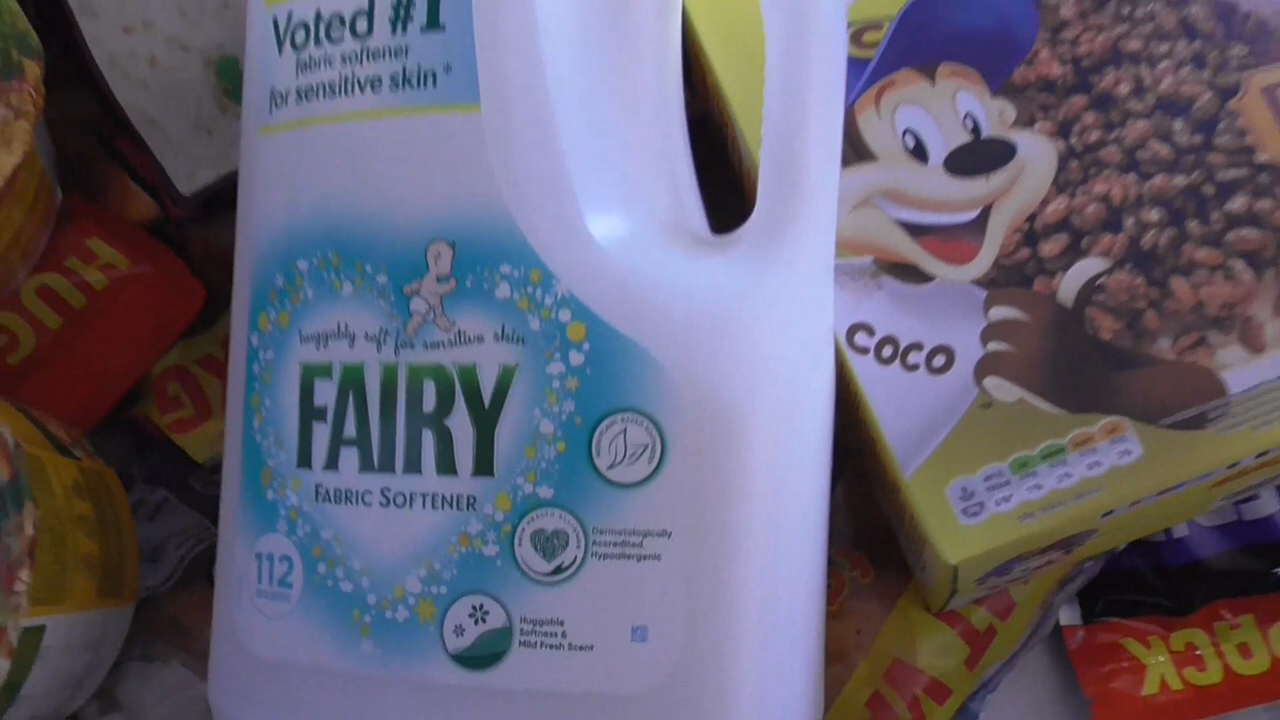 Voted #1
fabric softener
for sensitive skin*
huggably soft for sensitive skin
FAIRY
FABRIC SOFTENER
112
Dermatologically
Accredited,
Hypoallergenic
Huggable
Softness &
Mild Fresh Scent
COCO
HUG
PACK